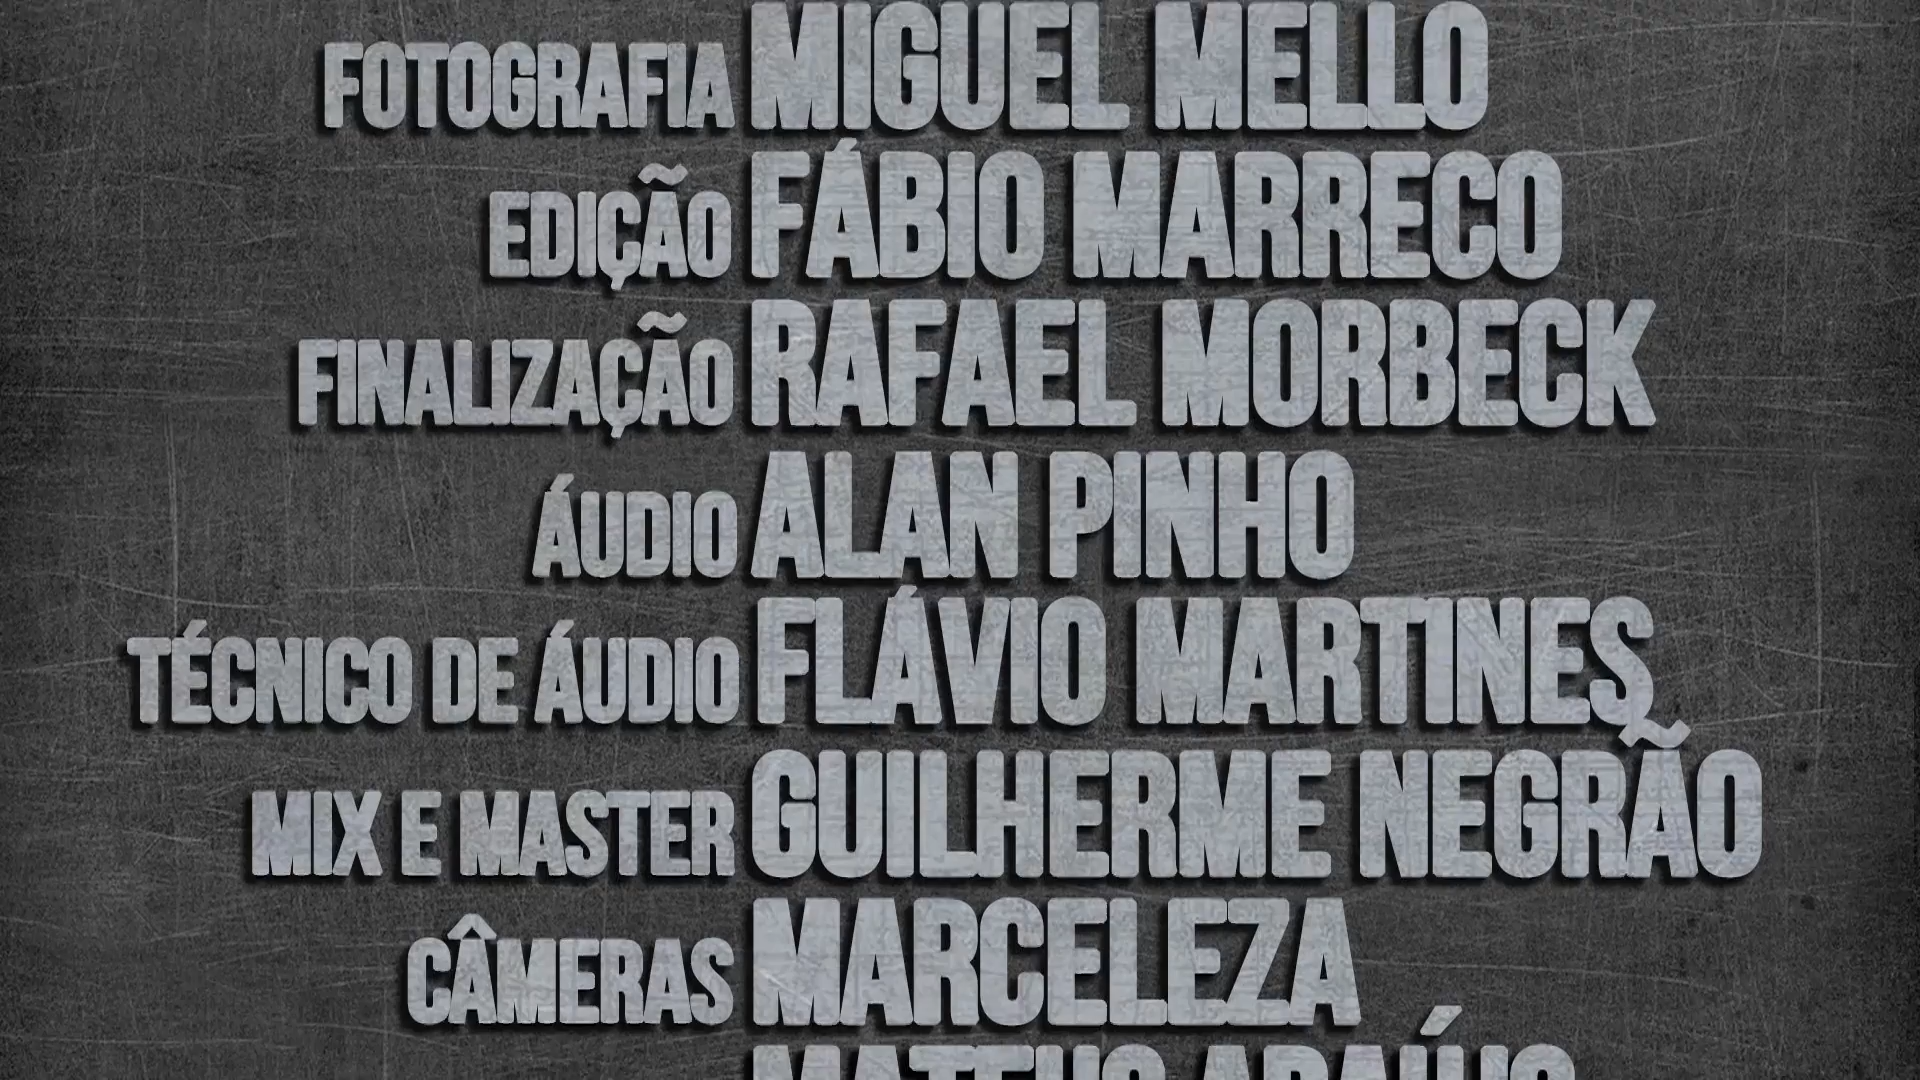 FOTOGRAFIA MIGUEL MELLO
EDIÇÃO FÁBIO MARRECO
FINALIZAÇÃO RAFAEL MORBECK
ÁUDIO ALAN PINHO
TÉCNICO DE ÁUDIO FLÁVIO MARTINES
MIX E MASTER GUILHERME NEGRÃO
CÂMERAS MARCELEZA